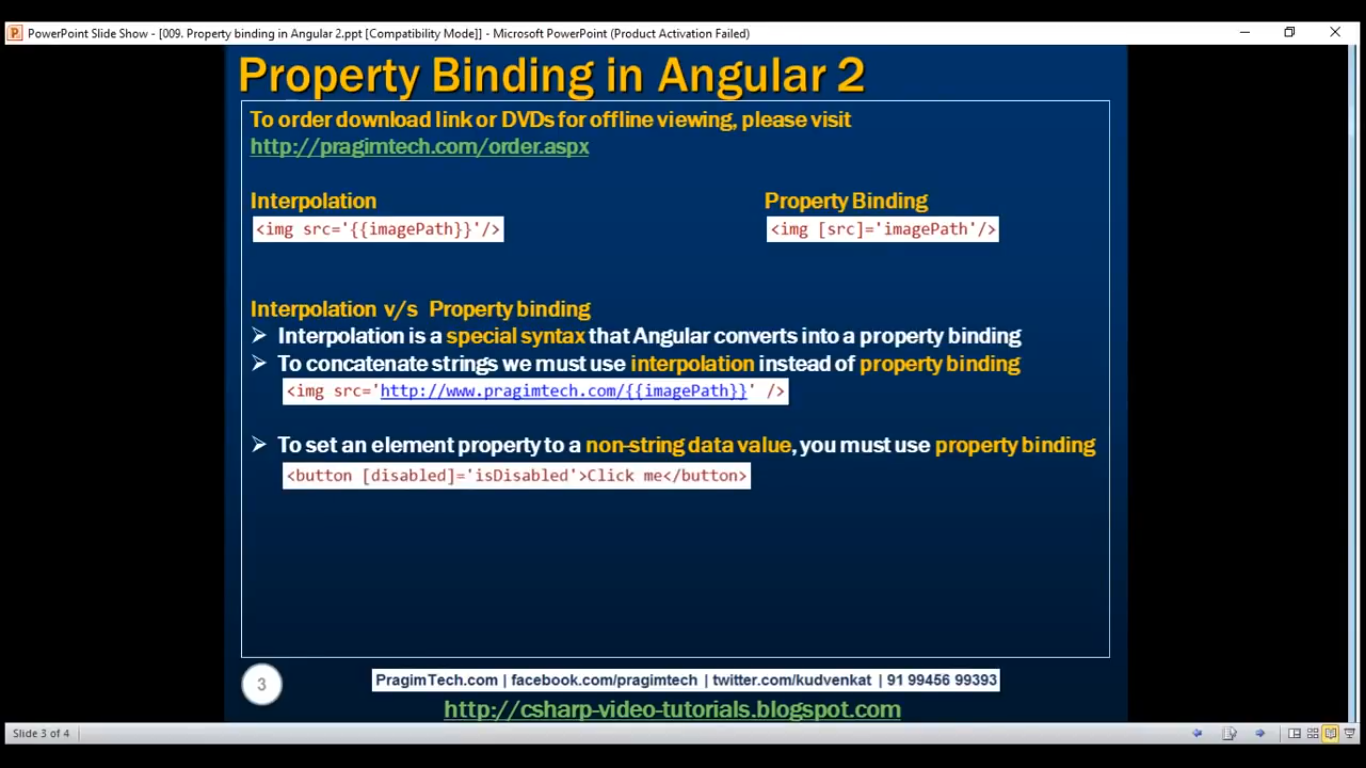 PowerPoint Slide Show - [009. Property binding in Angular 2.ppt [Compatibility Mode]] - Microsoft PowerPoint (Product Activation Failed)
Property Binding in Angular 2
To order download link or DVDs for offline viewing, please visit
http://pragimtech.com/order.aspx
Interpolation
<img src='{{imagePath}}'/>
Property Binding
<img [src]='imagePath'/>
Interpolation v/s Property binding
➢ Interpolation is a special syntax that Angular converts into a property binding
➢ To concatenate strings we must use interpolation instead of property binding
<img src='http://www.pragimtech.com/{{imagePath}}' />
➢ To set an element property to a non-string data value, you must use property binding
<button [disabled]='isDisabled'>Click me</button>
3
PragimTech.com | facebook.com/pragimtech | twitter.com/kudvenkat | 91 99456 99393
http://csharp-video-tutorials.blogspot.com
Slide 3 of 4